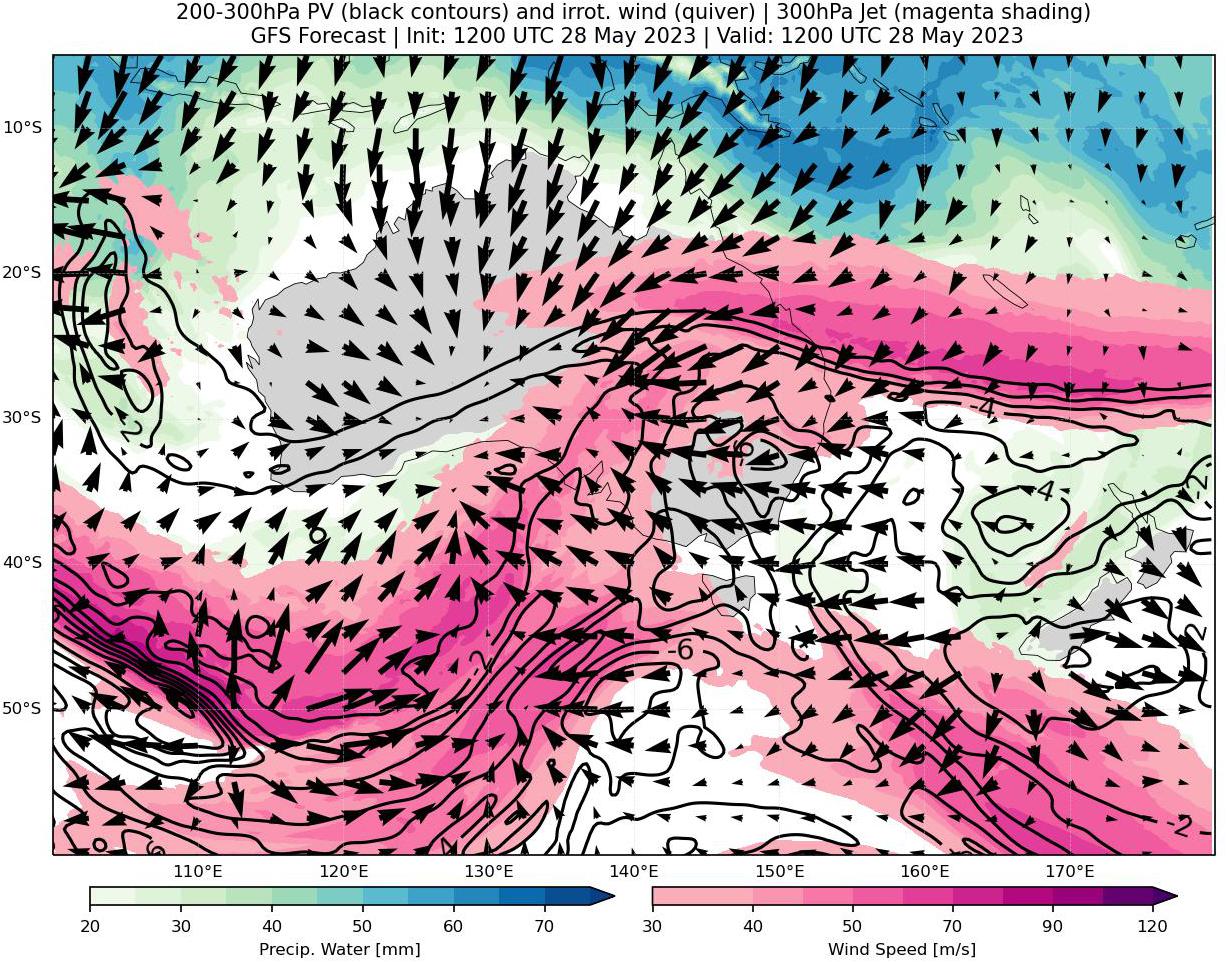 200-300hPa PV (black contours) and irrot. wind (quiver) | 300hPa Jet (magenta shading)
GFS Forecast | Init: 1200 UTC 28 May 2023 | Valid: 1200 UTC 28 May 2023
10°S
20°S
30°S
40°S
50°S
-4
-6
-2
-4
-2
-6
-2
110°E 120°E 130°E 140°E 150°E 160°E 170°E
20 30 40 50 60 70
30 40 50 70 90 120
Precip. Water [mm]
Wind Speed [m/s]